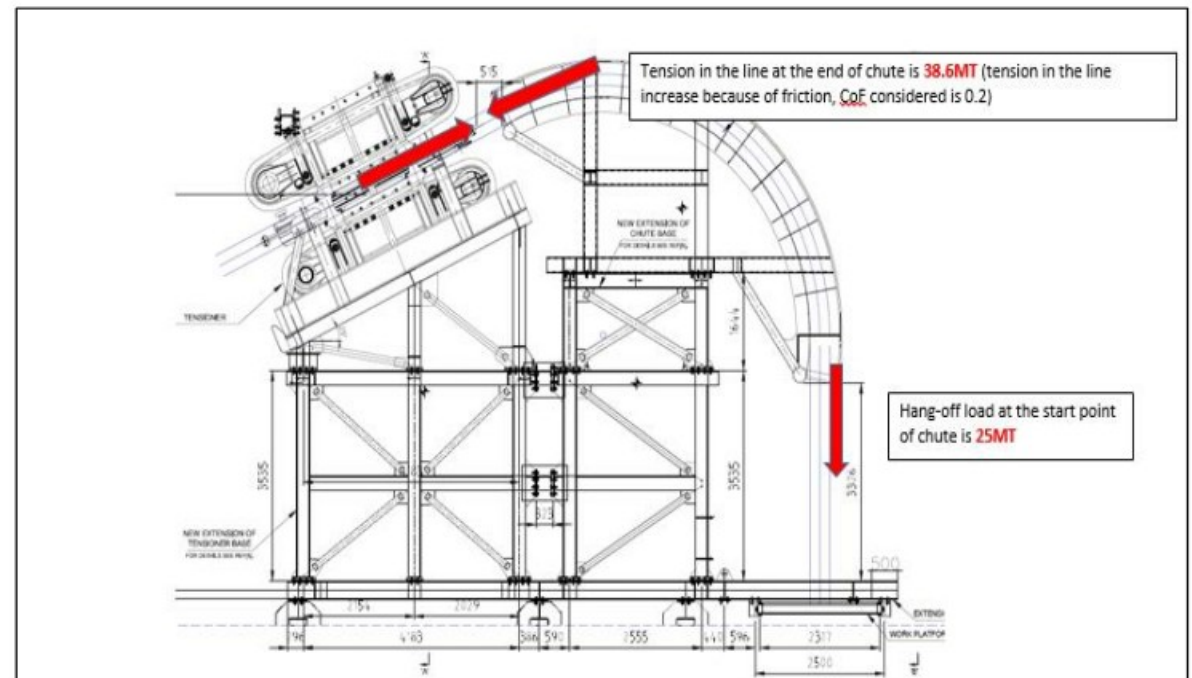 515
Tension in the line at the end of chute is 38.6MT (tension in the line
increase because of friction, CoF considered is 0.2)
NEW EXTENSION OF
CHUTE BASE
TENSIONER
1644
Hang-off load at the start point
of chute is 25MT
3535
3535
NEW EXTENSION OF
TENSIONER BASE
500
2154
2029
EXTENSI
WORK PLATFOR
196
4183
386
590
2555
440
596
2500